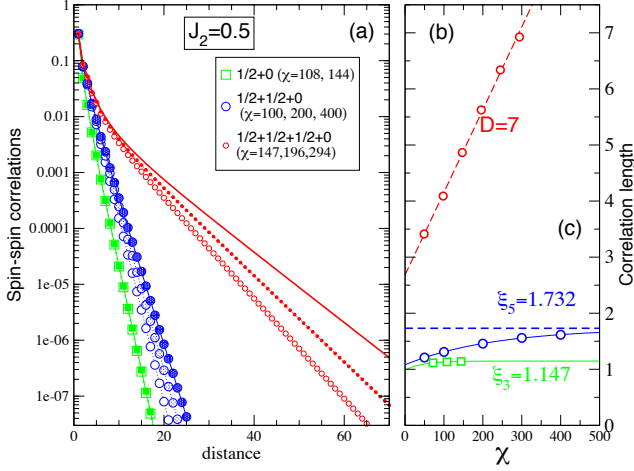 J2=0.5
(a)
1/2+0 (χ=108, 144)
1/2+1/2+0
(χ=100, 200, 400)
1/2+1/2+1/2+0
(χ=147,196,294)
Spin-spin correlations
1
0.1
0.01
0.001
0.0001
1e-05
1e-06
1e-07
0
20
40
60
distance
(b)
D=7
(c)
ξ5=1.732
ξ3=1.147
0
100
200
300
400
500
χ
7
6
5
4
3
2
1
0
Correlation length